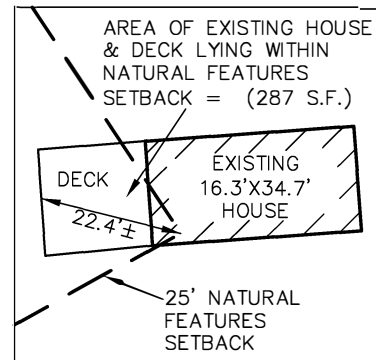 AREA OF EXISTING HOUSE
& DECK LYING WITHIN
NATURAL FEATURES
SETBACK = (287 S.F.)
DECK
22.4'±
EXISTING
16.3'X34.7'
HOUSE
25' NATURAL
FEATURES
SETBACK